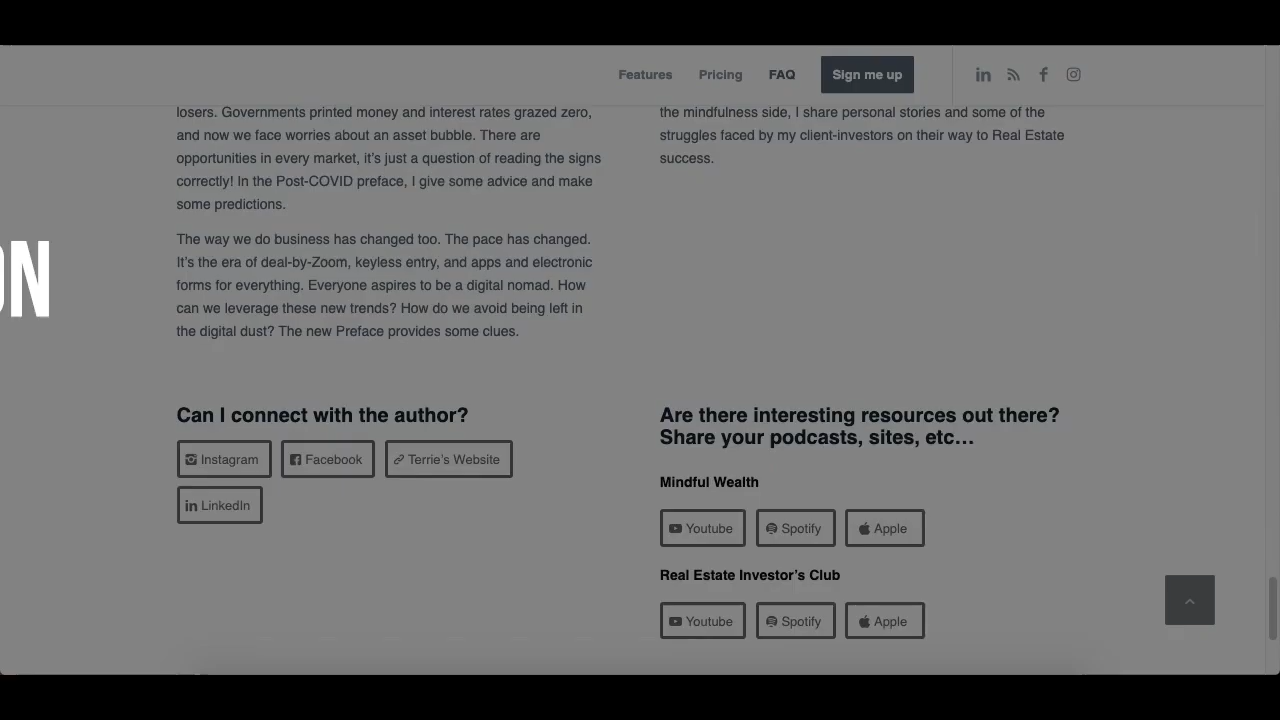 Features Pricing FAQ Sign me up
losers. Governments printed money and interest rates grazed zero,
and now we face worries about an asset bubble. There are
opportunities in every market, it's just a question of reading the signs
correctly! In the Post-COVID preface, I give some advice and make
some predictions.
The way we do business has changed too. The pace has changed.
It's the era of deal-by-Zoom, keyless entry, and apps and electronic
forms for everything. Everyone aspires to be a digital nomad. How
can we leverage these new trends? How do we avoid being left in
the digital dust? The new Preface provides some clues.
the mindfulness side, I share personal stories and some of the
struggles faced by my client-investors on their way to Real Estate
success.
ON
Can I connect with the author?
Instagram Facebook Terrie's Website
LinkedIn
Are there interesting resources out there?
Share your podcasts, sites, etc…
Mindful Wealth
Youtube Spotify Apple
Real Estate Investor's Club
Youtube Spotify Apple